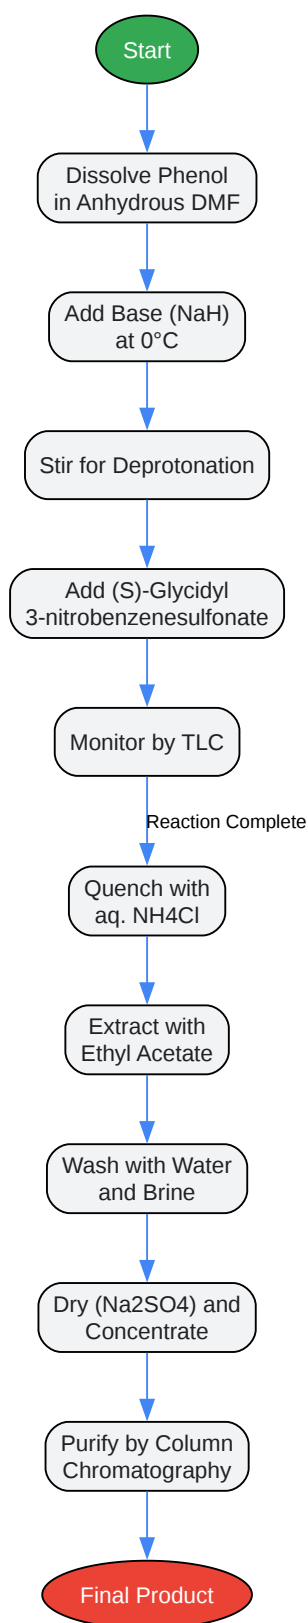 Start
Dissolve Phenol
in Anhydrous DMF
Add Base (NaH)
at 0°C
Stir for Deprotonation
Add (S)-Glycidyl
3-nitrobenzenesulfonate
Monitor by TLC
Reaction Complete
Quench with
aq. NH4Cl
Extract with
Ethyl Acetate
Wash with Water
and Brine
Dry (Na2SO4) and
Concentrate
Purify by Column
Chromatography
Final Product